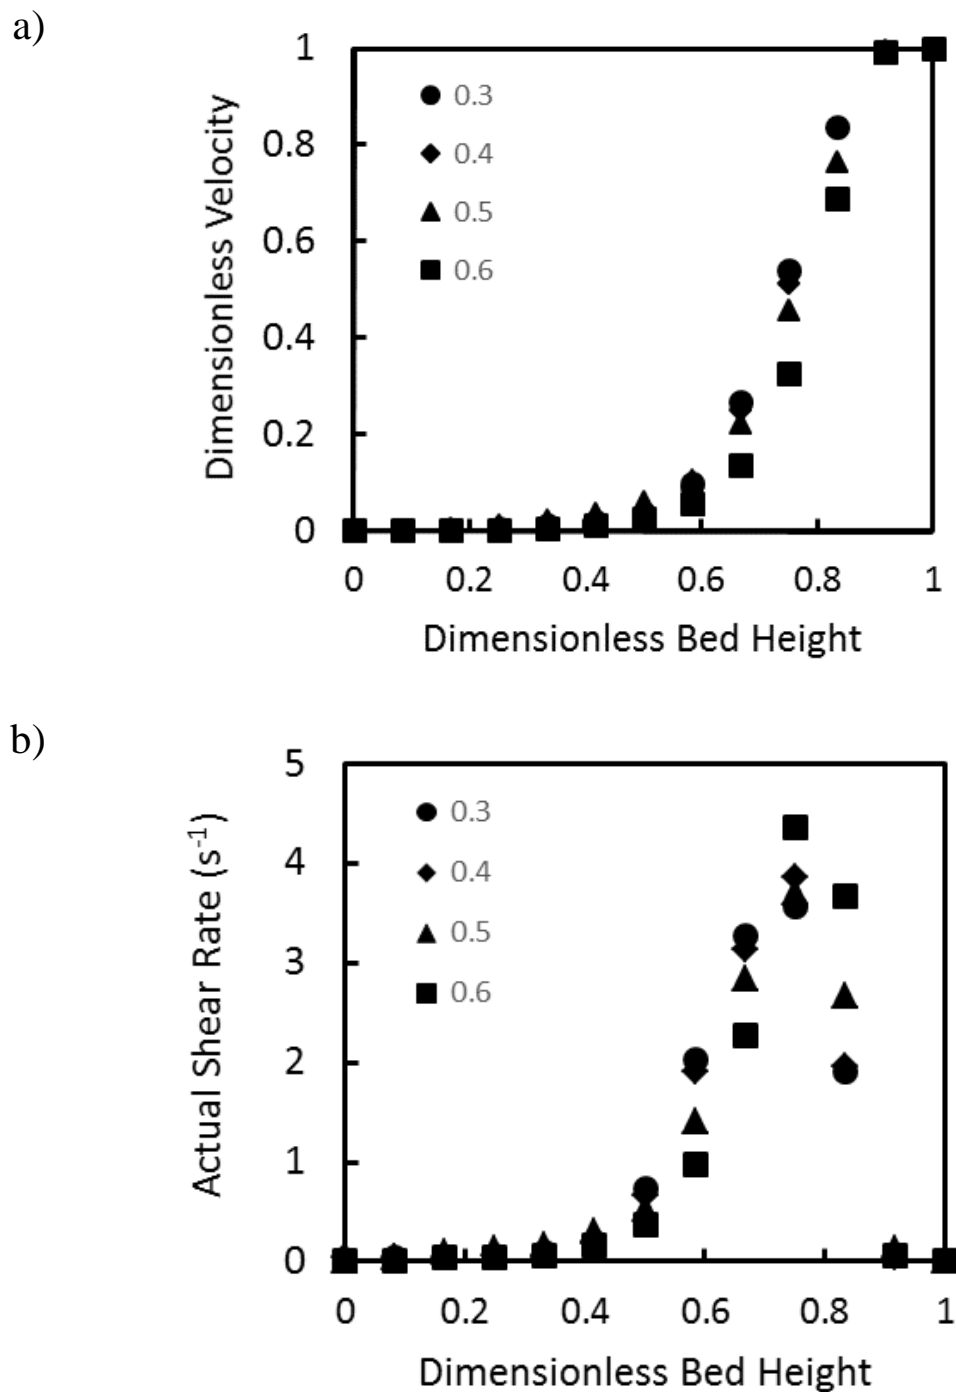 a)
1
0.8
0.6
0.4
0.2
0
Dimensionless Velocity
0.3
0.4
0.5
0.6
0 0.2 0.4 0.6 0.8 1
Dimensionless Bed Height
b)
5
4
3
2
1
0
Actual Shear Rate (s⁻¹)
0.3
0.4
0.5
0.6
0 0.2 0.4 0.6 0.8 1
Dimensionless Bed Height